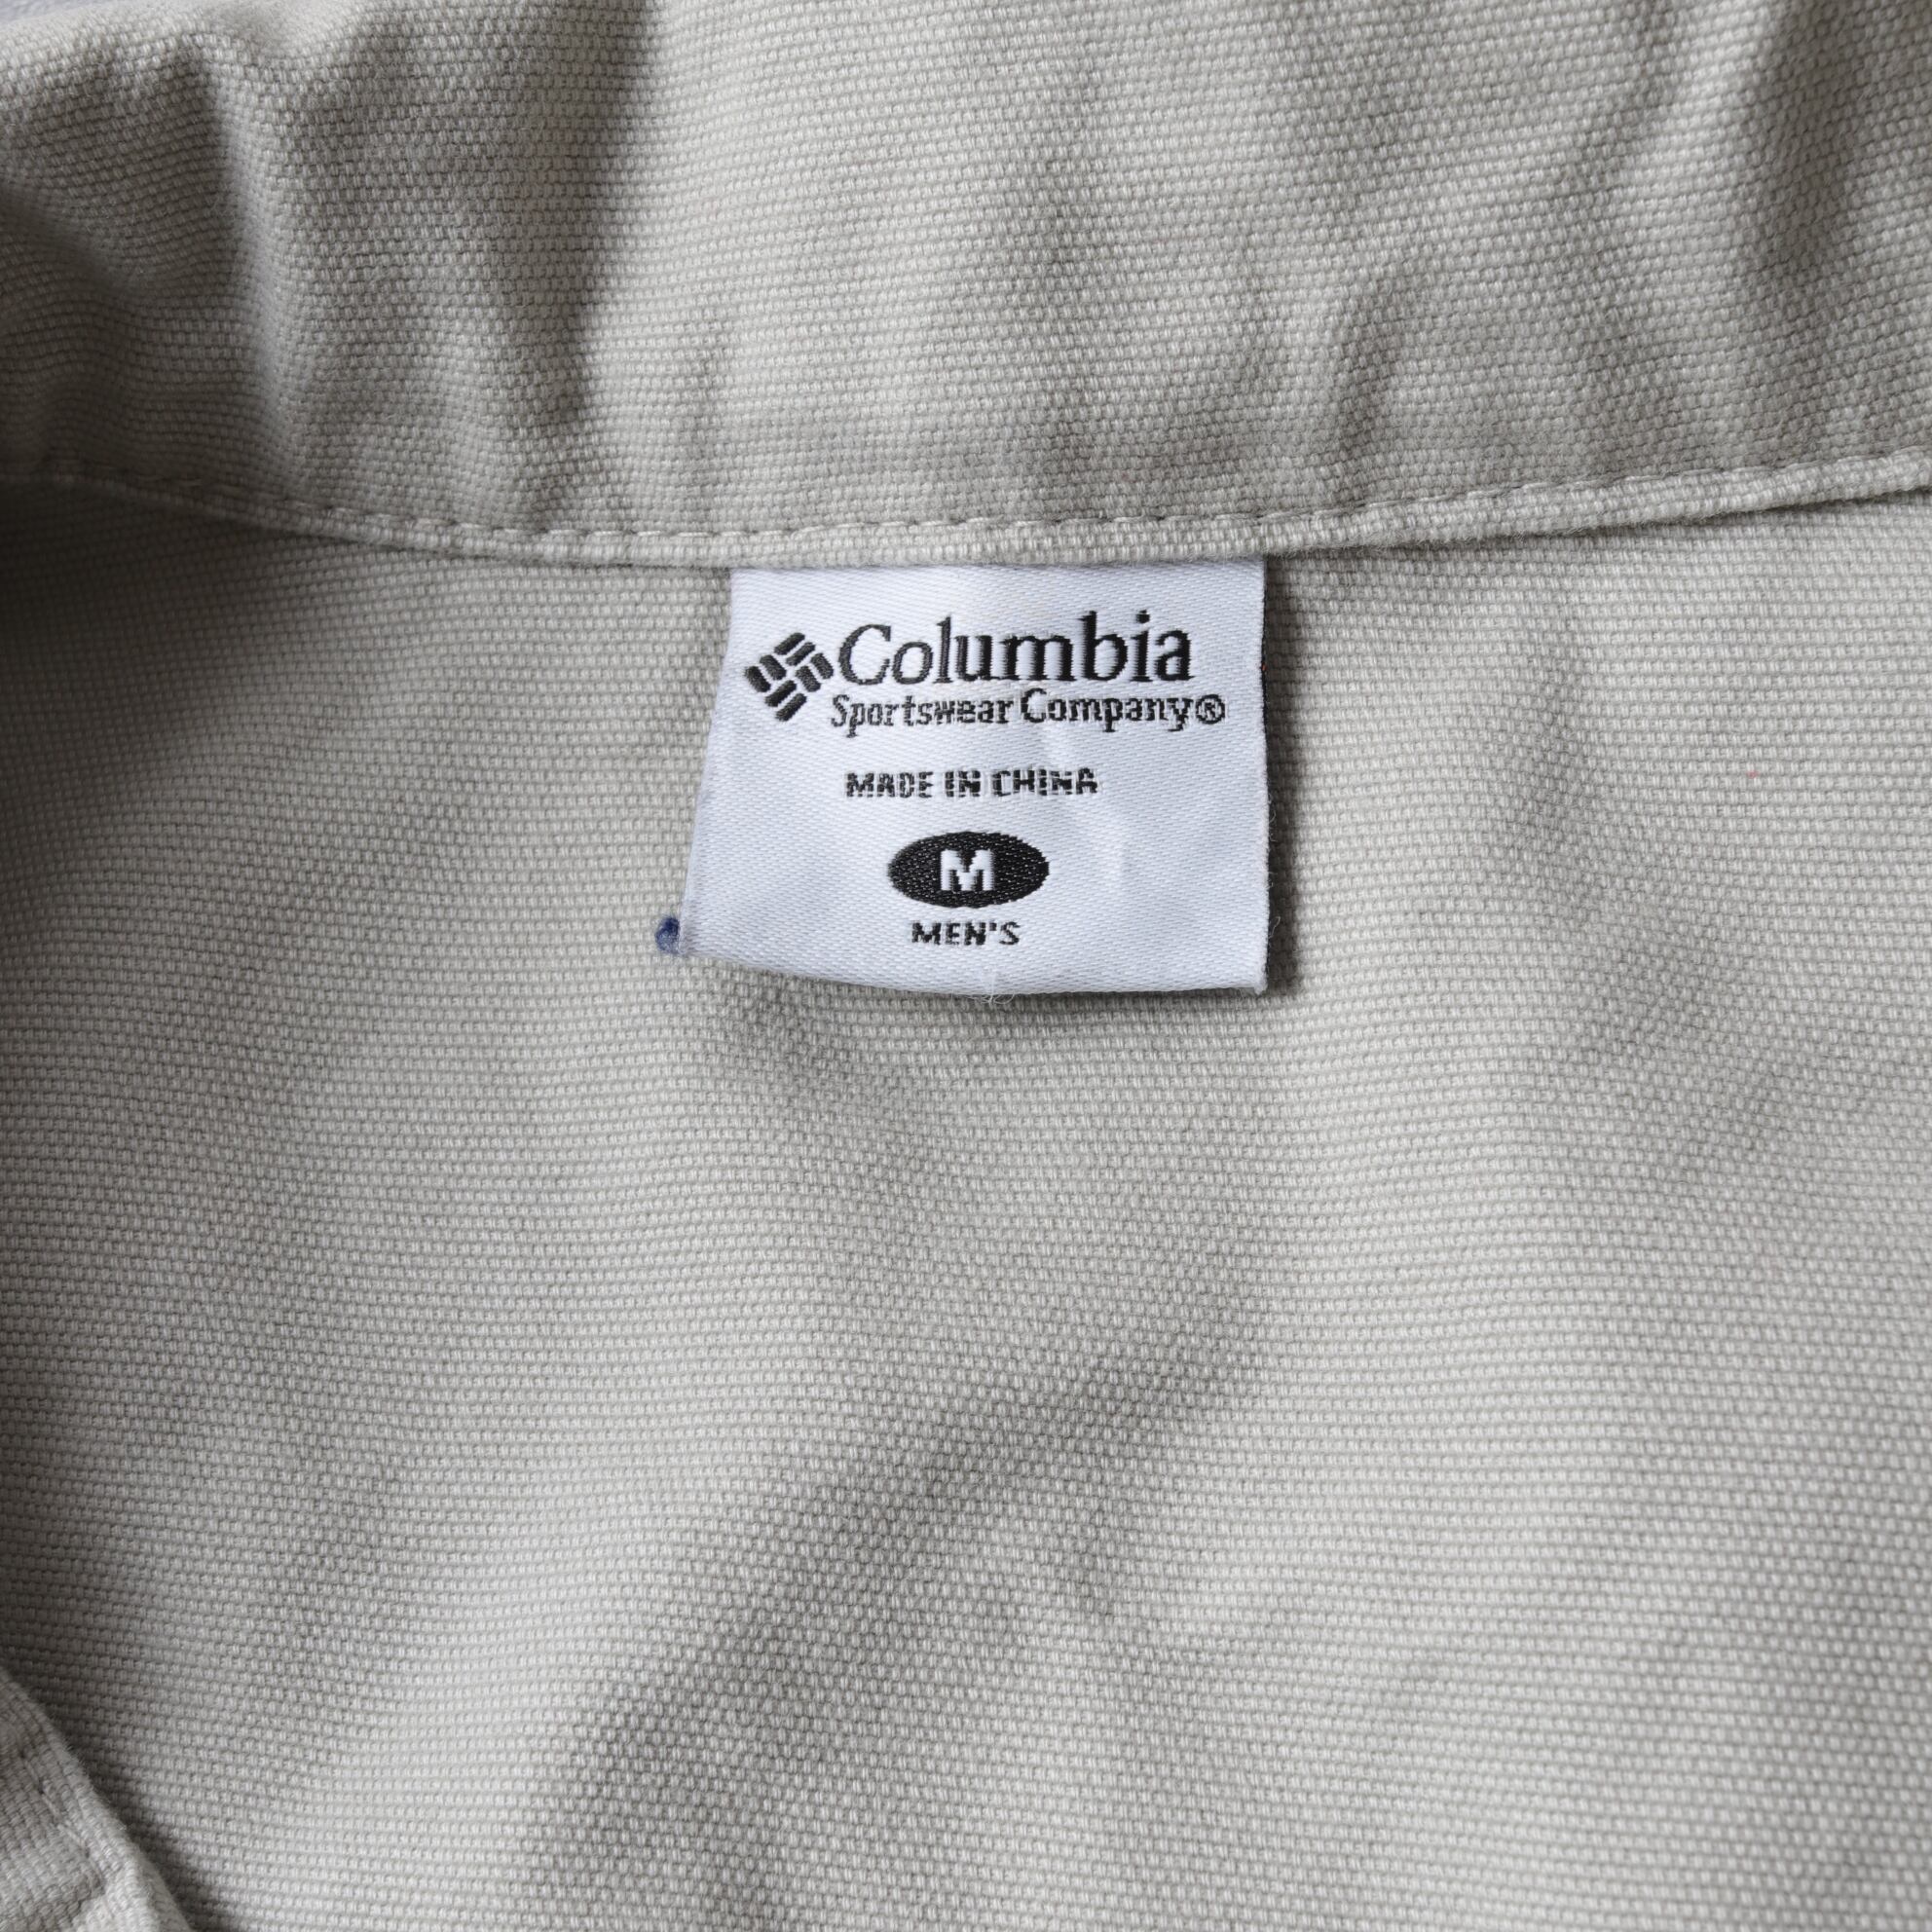 Columbia
Sportswear Company®
MADE IN CHINA
M
MEN'S